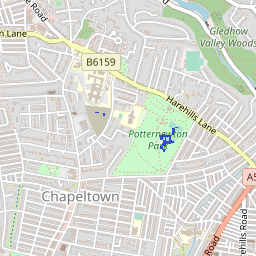 Gledhow
Valley Woods
Road
Lane
B6159
Harehills Lane
Potternewton
Park
Chapeltown
A5
Harehills Road
Road